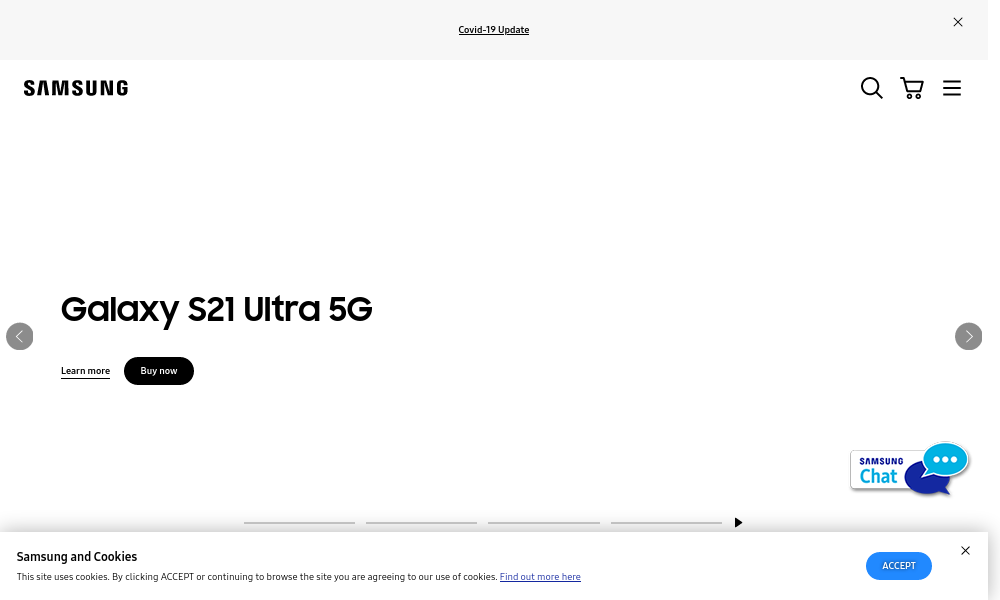 Covid-19 Update
SAMSUNG
Galaxy S21 Ultra 5G
Learn more
Buy now
SAMSUNG
Chat
Samsung and Cookies
This site uses cookies. By clicking ACCEPT or continuing to browse the site you are agreeing to our use of cookies. Find out more here
ACCEPT